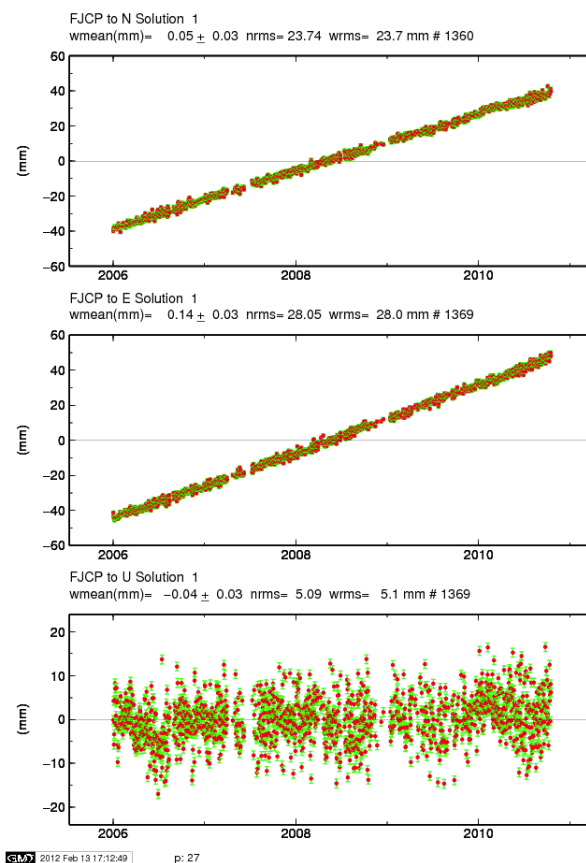 FJCP to N Solution 1
wmean(mm)= 0.05 ± 0.03 nrms= 23.74 wrms= 23.7 mm # 1360
60
40
20
0
−20
−40
−60
(mm)
2006 2008 2010
FJCP to E Solution 1
wmean(mm)= 0.14 ± 0.03 nrms= 28.05 wrms= 28.0 mm # 1369
60
40
20
0
−20
−40
−60
(mm)
2006 2008 2010
FJCP to U Solution 1
wmean(mm)= −0.04 ± 0.03 nrms= 5.09 wrms= 5.1 mm # 1369
20
10
0
−10
−20
(mm)
2006 2008 2010
GMT 2012 Feb 13 17:12:49 p: 27